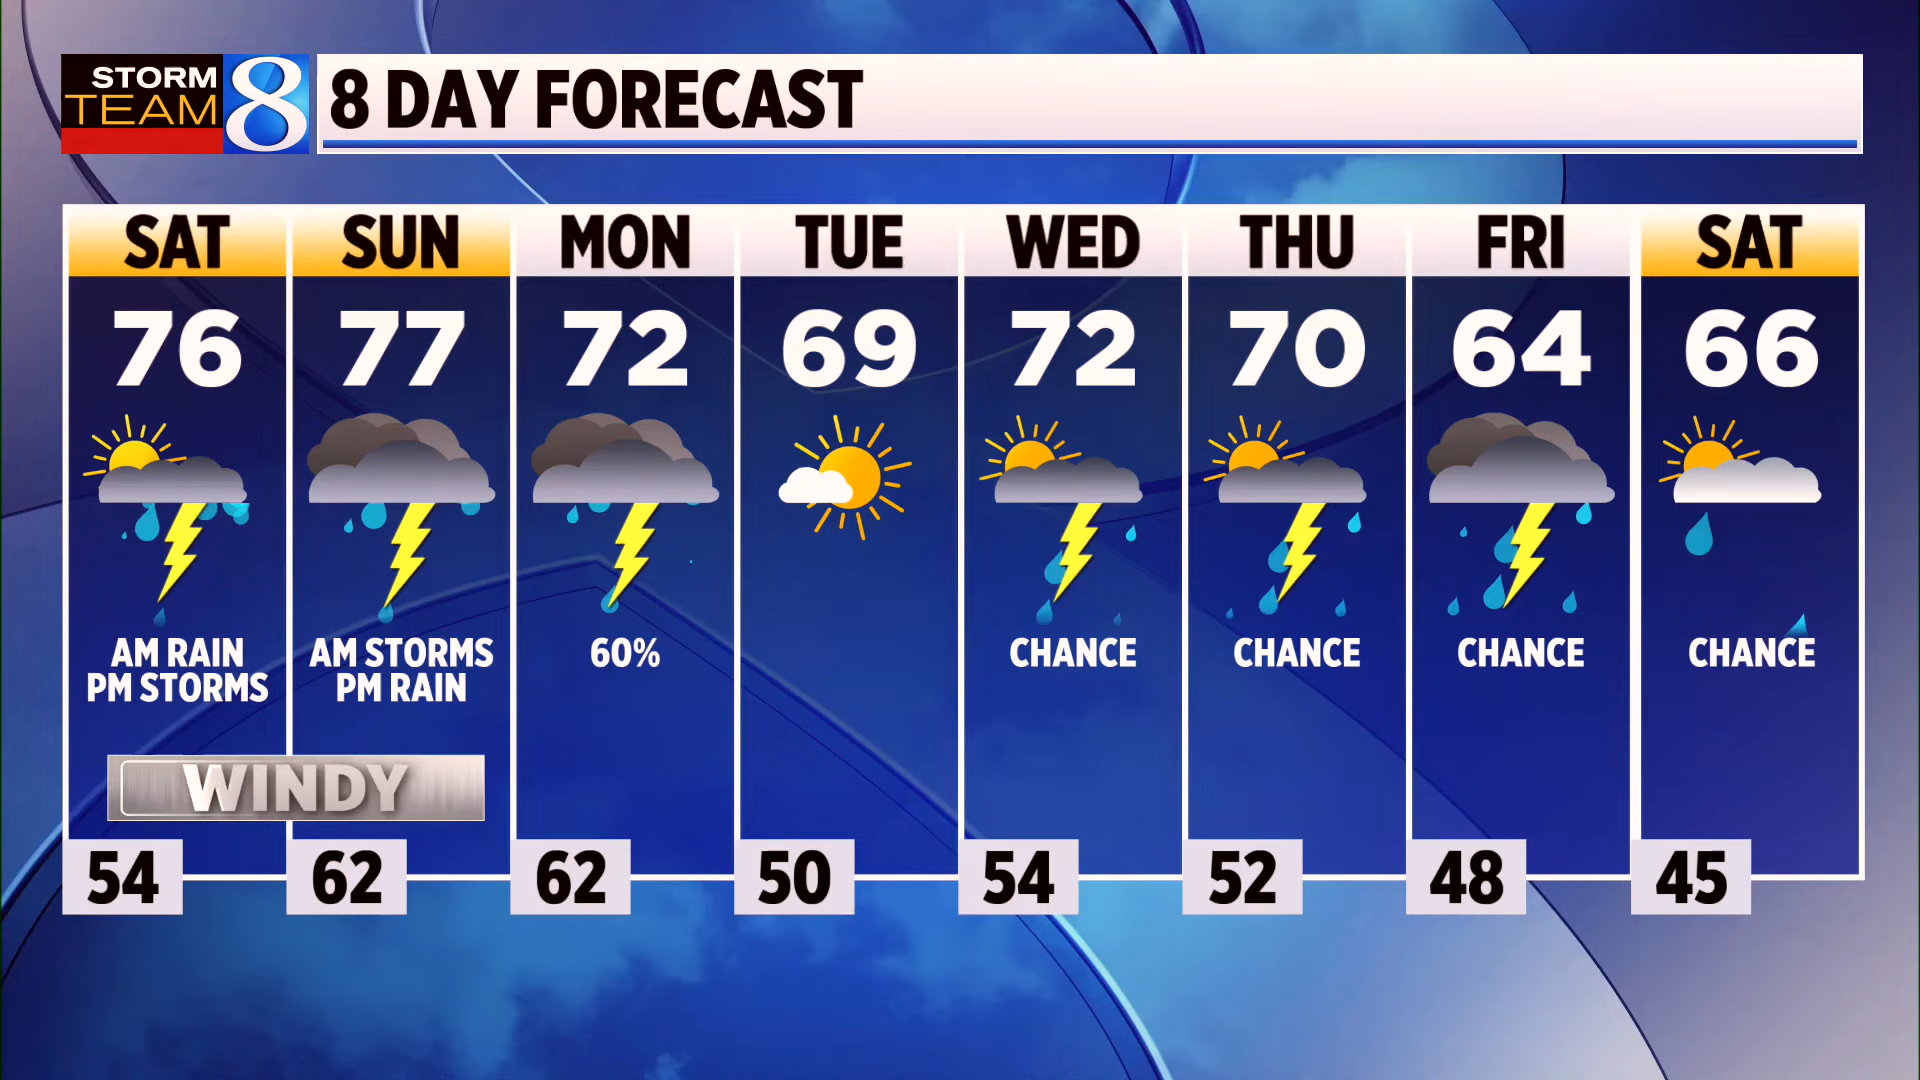 STORM
TEAM 8
8 DAY FORECAST
SAT SUN MON TUE WED THU FRI SAT
76 77 72 69 72 70 64 66
AM RAIN AM STORMS 60% CHANCE CHANCE CHANCE CHANCE
PM STORMS PM RAIN
WINDY
54 62 62 50 54 52 48 45